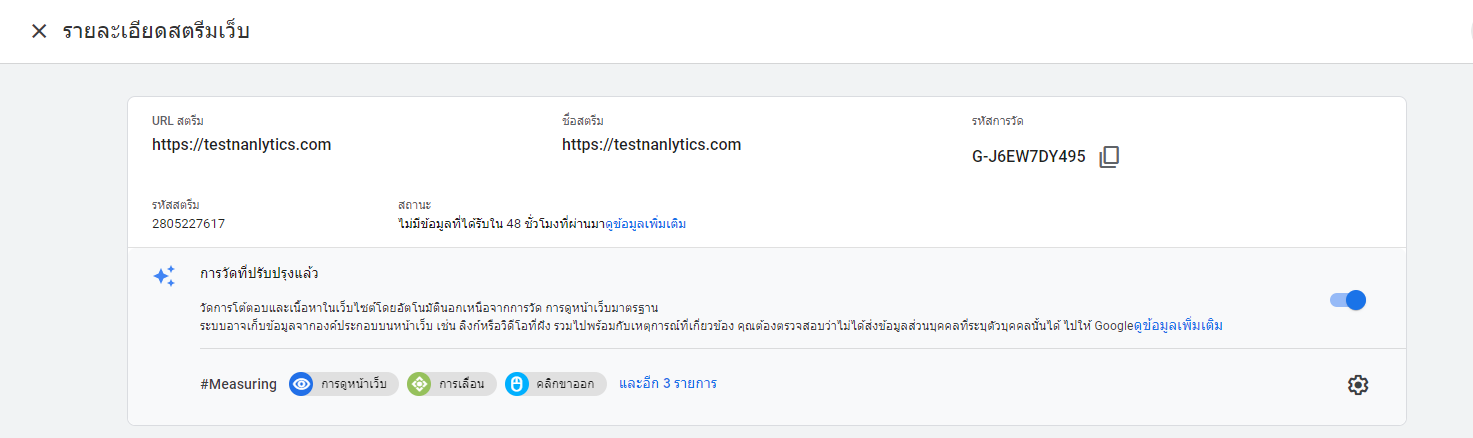 รายละเอียดสตรีมเว็บ
URL สตรีม
https://testnanlytics.com
ชื่อสตรีม
https://testnanlytics.com
รหัสการวัด
G-J6EW7DY495
รหัสสตรีม
2805227617
สถานะ
ไม่มีข้อมูลที่ได้รับใน 48 ชั่วโมงที่ผ่านมาดูข้อมูลเพิ่มเติม
การวัดที่ปรับปรุงแล้ว
วัดการโต้ตอบและเนื้อหาในเว็บไซต์โดยอัตโนมัตินอกเหนือจากการวัด การดูหน้าเว็บมาตรฐาน
ระบบอาจเก็บข้อมูลจากองค์ประกอบบนหน้าเว็บ เช่น ลิงก์หรือวิดีโอที่ฝัง รวมไปพร้อมกับเหตุการณ์ที่เกี่ยวข้อง คุณต้องตรวจสอบว่าไม่ได้ส่งข้อมูลส่วนบุคคลที่ระบุตัวบุคคลนั้นได้ ไปให้ Googleดูข้อมูลเพิ่มเติม
#Measuring การดูหน้าเว็บ การเลื่อน คลิกขาออก และอีก 3 รายการ